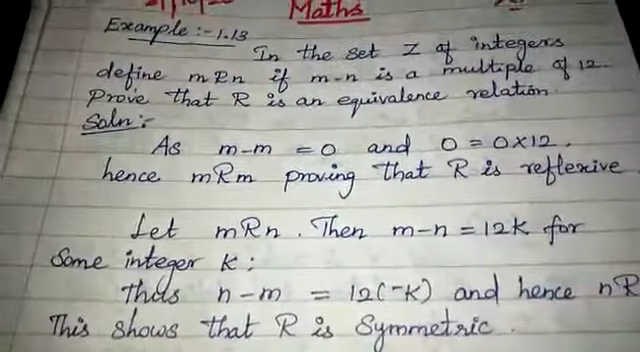 Maths
Example :- 1.13
In the set Z of integers
define mRn if m-n is a multiple of 12.
Prove that R is an equivalence relation
Soln :-
As m-m = 0 and 0 = 0×12,
hence mRm proving that R is reflexive
Let mRn. Then m-n = 12K for
Some integer K;
Thus n-m = 12(-K) and hence nR
This shows that R is Symmetric.